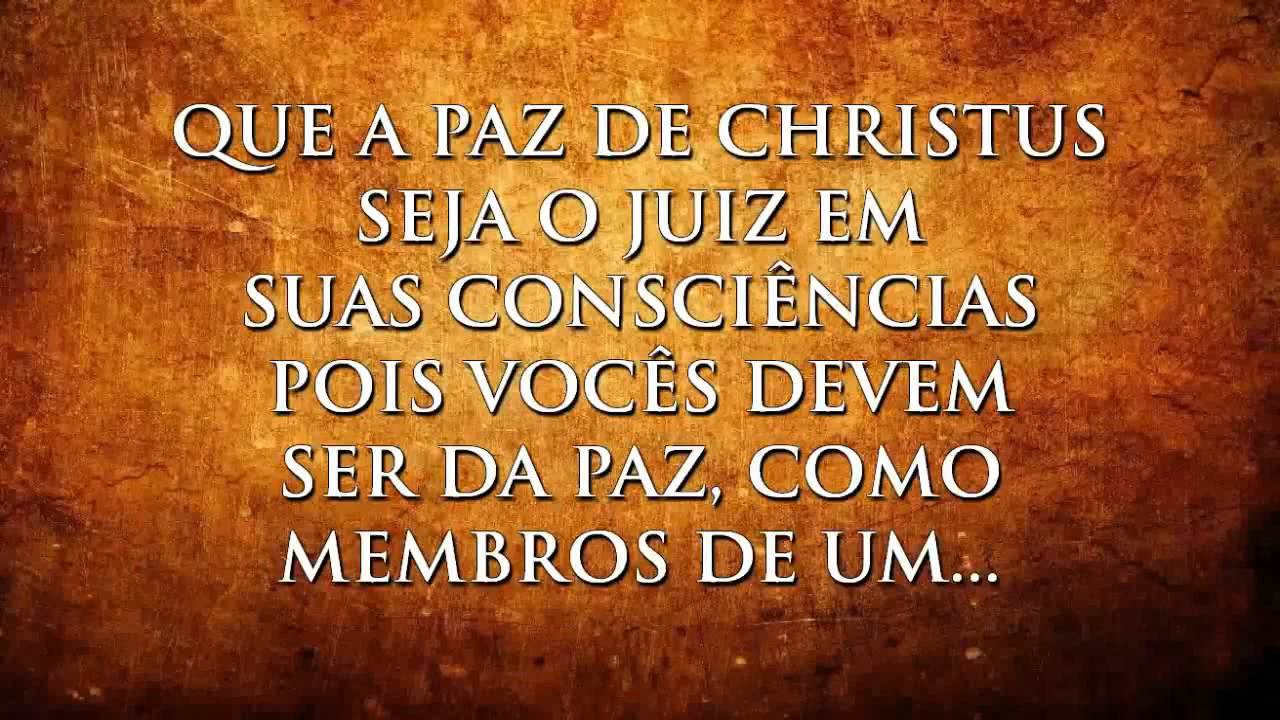 QUE A PAZ DE CHRISTUS
SEJA O JUIZ EM
SUAS CONSCIÊNCIAS
POIS VOCÊS DEVEM
SER DA PAZ, COMO
MEMBROS DE UM...